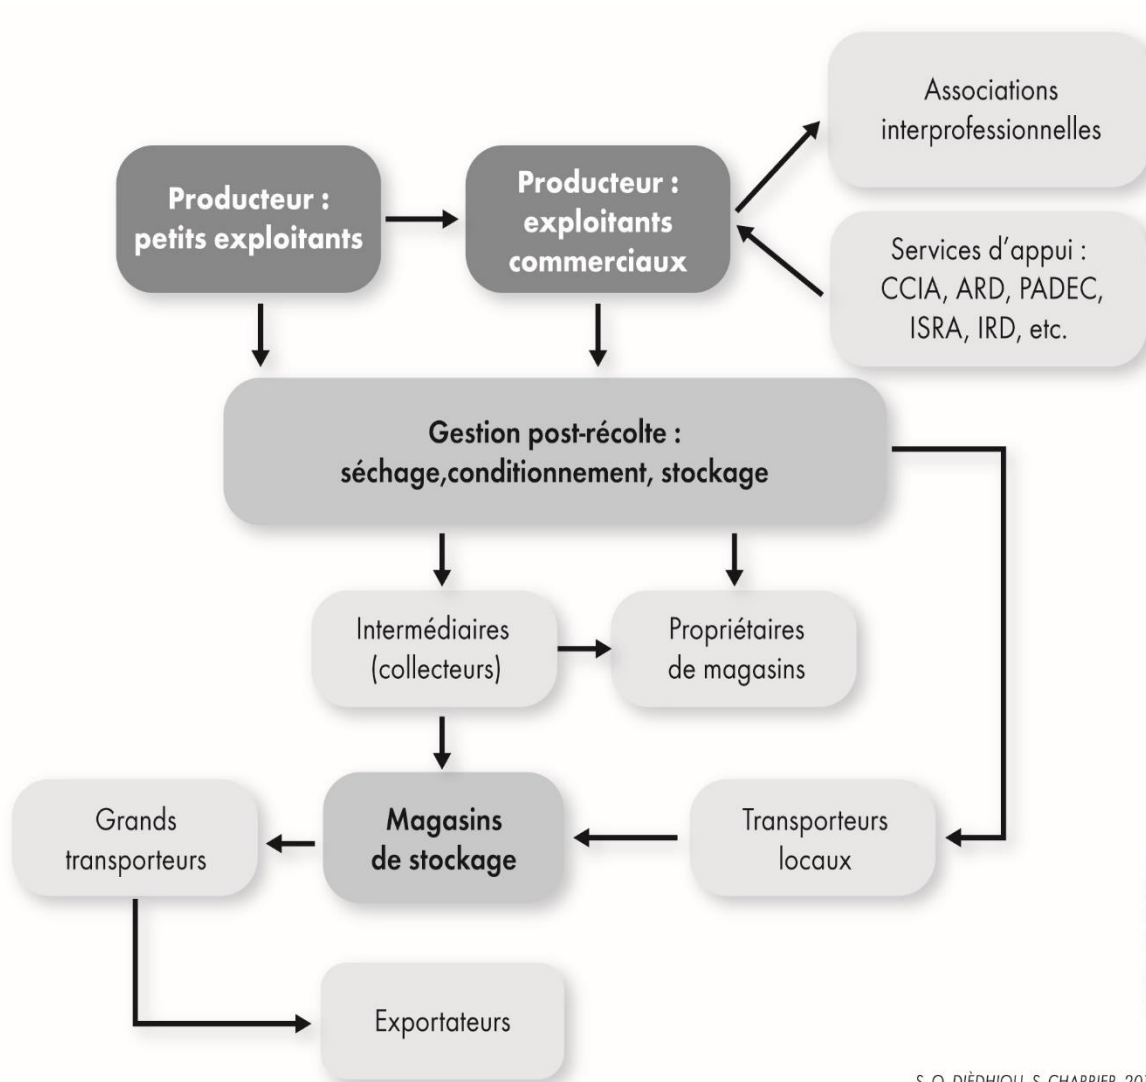 Associations
interprofessionnelles
Producteur :
petits exploitants
Producteur :
exploitants
commerciaux
Services d'appui :
CCIA, ARD, PADEC,
ISRA, IRD, etc.
Gestion post-récolte :
séchage,conditionnement, stockage
Intermédiaires
(collecteurs)
Propriétaires
de magasins
Grands
transporteurs
Magasins
de stockage
Transporteurs
locaux
Exportateurs